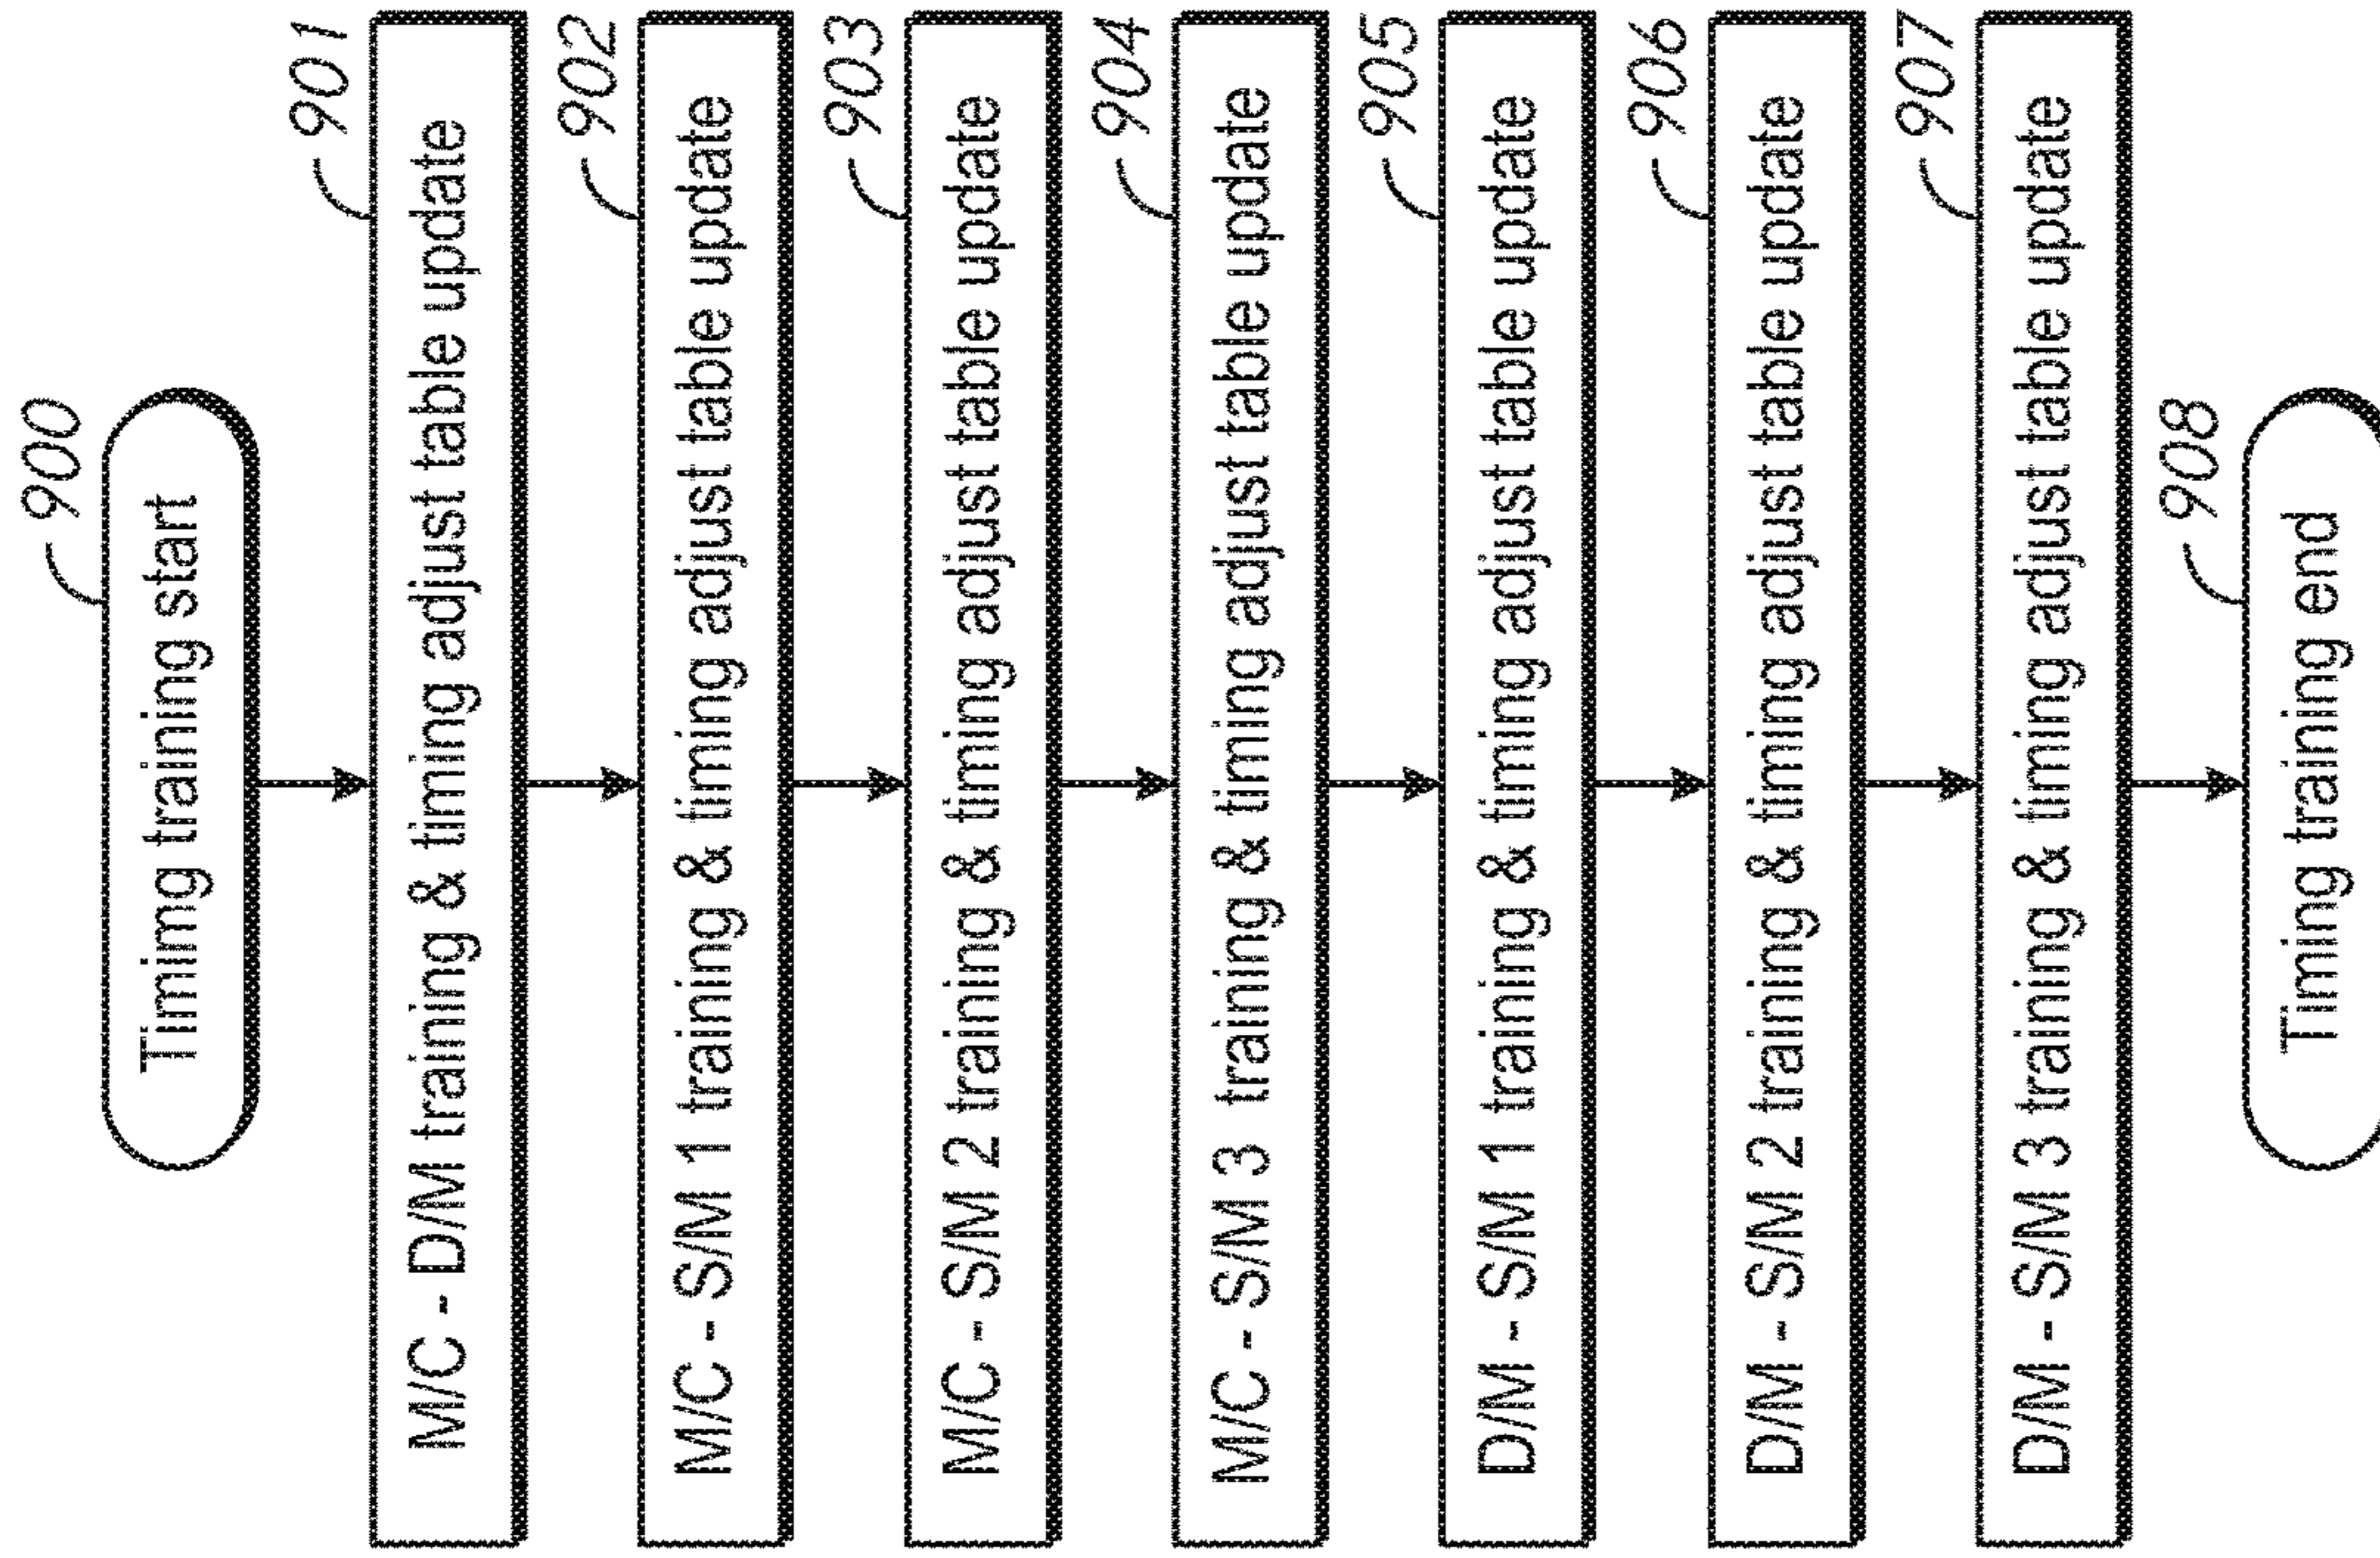 900
Timimg training start
901
M/C - D/M training & timing adjust table update
902
M/C - S/M 1 training & timing adjust table update
903
M/C - S/M 2 training & timing adjust table update
904
M/C - S/M 3 training & timing adjust table update
905
D/M - S/M 1 training & timing adjust table update
906
D/M - S/M 2 training & timing adjust table update
907
D/M - S/M 3 training & timing adjust table update
908
Timing training end